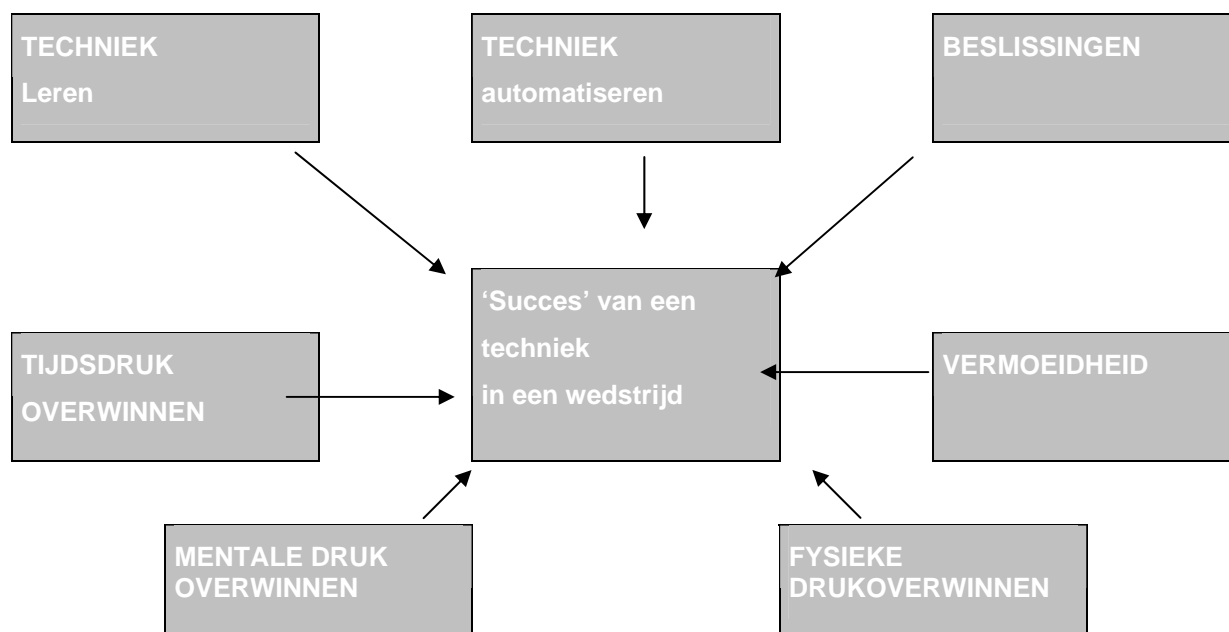 TECHNIEK
Leren
TECHNIEK
automatiseren
BESLISSINGEN
‘Succes’ van een
techniek
in een wedstrijd
TIJDSDRUK
OVERWINNEN
VERMOEIDHEID
MENTALE DRUK
OVERWINNEN
FYSIEKE
DRUKOVERWINNEN